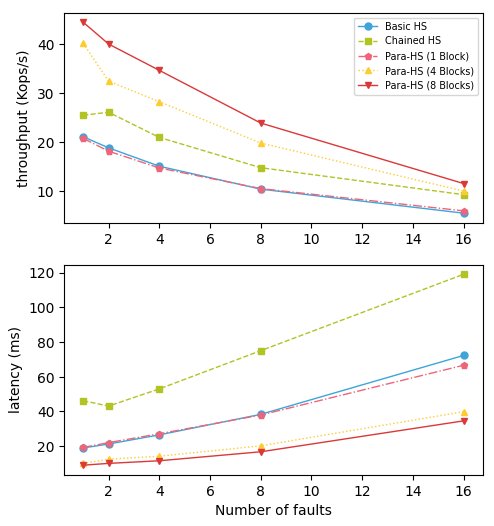 throughput (Kops/s)
40
30
20
10
Basic HS
Chained HS
Para-HS (1 Block)
Para-HS (4 Blocks)
Para-HS (8 Blocks)
2 4 6 8 10 12 14 16
latency (ms)
120
100
80
60
40
20
2 4 6 8 10 12 14 16
Number of faults